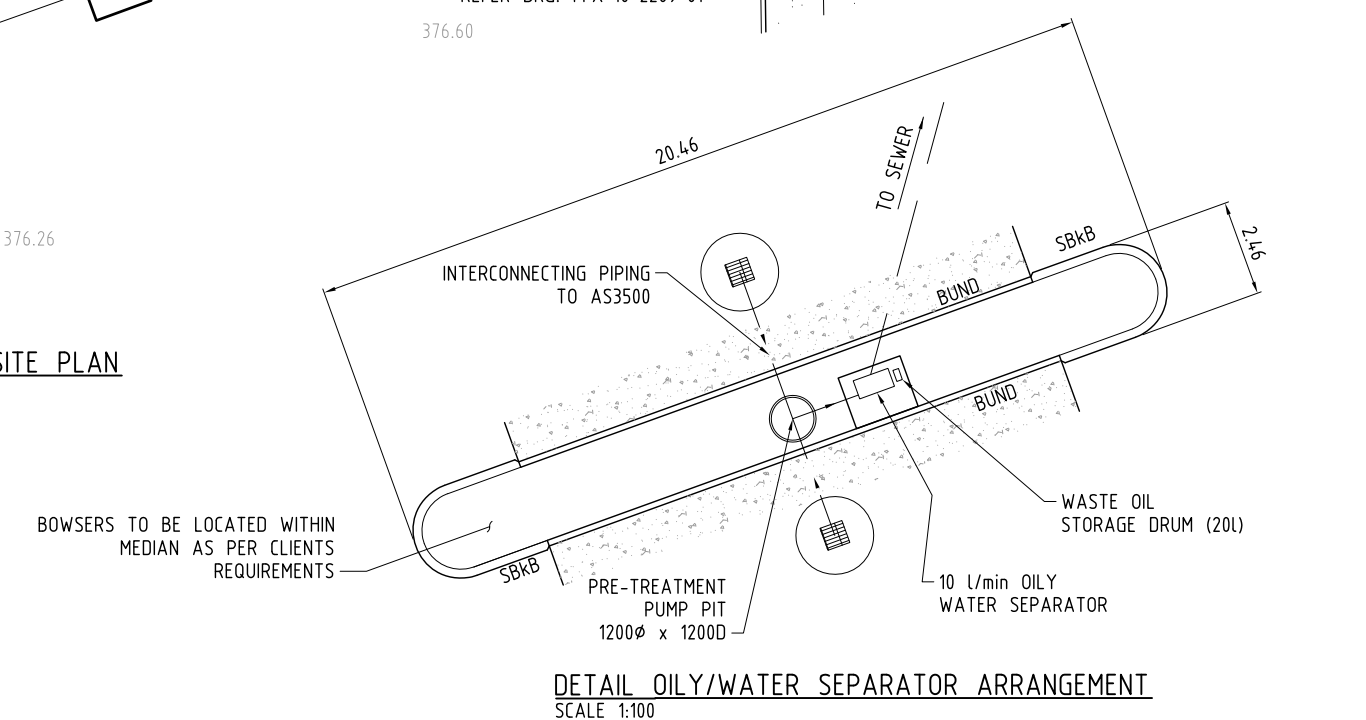 376.60
20.46
TO SEWER
SBkB
2.46
376.26
INTERCONNECTING PIPING
TO AS3500
BUND
SITE PLAN
BUND
WASTE OIL
STORAGE DRUM (20l)
BOWSERS TO BE LOCATED WITHIN
MEDIAN AS PER CLIENTS
REQUIREMENTS
SBkB
PRE-TREATMENT
PUMP PIT
1200Ø x 1200D
10 l/min OILY
WATER SEPARATOR
DETAIL OILY/WATER SEPARATOR ARRANGEMENT
SCALE 1:100